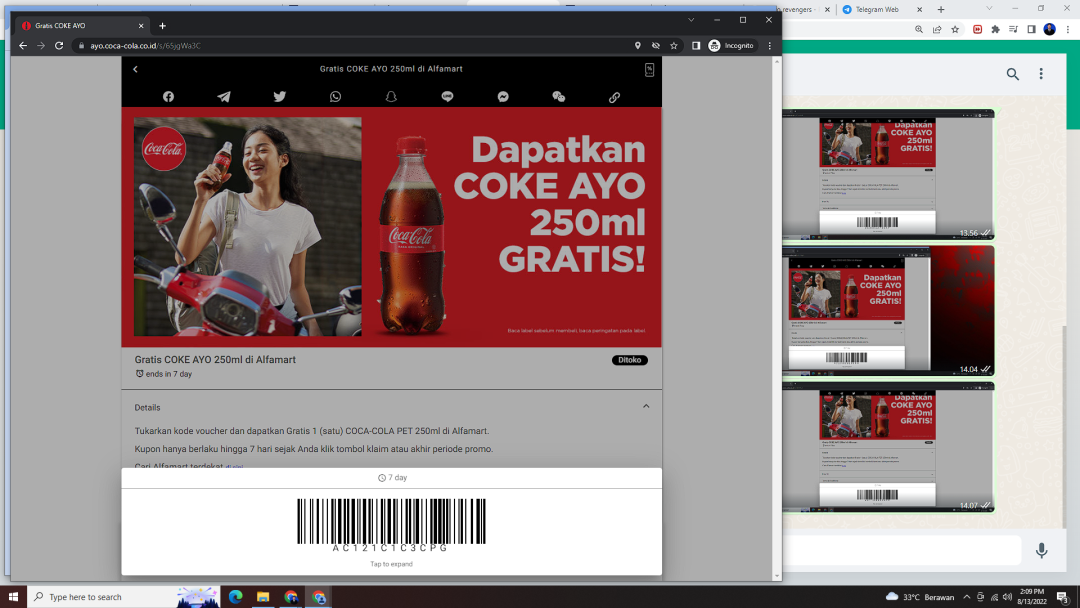 Gratis COKE AYO
o revengers -
Telegram Web
ayo.coca-cola.co.id/s/65jgWa3C
Incognito
Gratis COKE AYO 250ml di Alfamart
Coca-Cola
Coca-Cola
Dapatkan
COKE AYO
250ml
GRATIS!
Baca label sebelum membeli, baca peringatan pada label.
Gratis COKE AYO 250ml di Alfamart
Ditoko
ends in 7 day
Details
Tukarkan kode voucher dan dapatkan Gratis 1 (satu) COCA-COLA PET 250ml di Alfamart.
Kupon hanya berlaku hingga 7 hari sejak Anda klik tombol klaim atau akhir periode promo.
Cari Alfamart terdekat di sini
7 day
AC121C1C3CPG
Tap to expand
Dapatkan
COKE AYO
250ml
GRATIS!
13.56
Dapatkan
COKE AYO
250ml
GRATIS!
14.04
Dapatkan
COKE AYO
250ml
GRATIS!
14.07
Type here to search
33°C Berawan
2:09 PM
8/13/2022
3